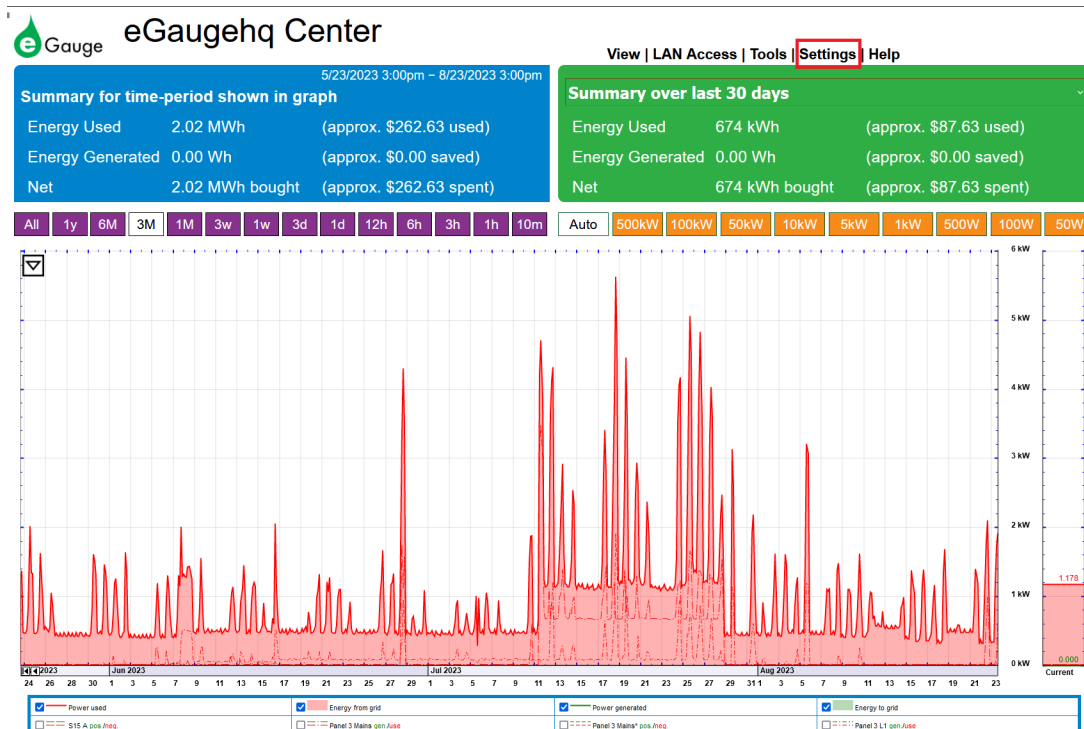 e Gauge
eGaugehq Center
View | LAN Access | Tools | Settings | Help
5/23/2023 3:00pm − 8/23/2023 3:00pm
Summary for time-period shown in graph
Energy Used 2.02 MWh (approx. $262.63 used)
Energy Generated 0.00 Wh (approx. $0.00 saved)
Net 2.02 MWh bought (approx. $262.63 spent)
Summary over last 30 days
Energy Used 674 kWh (approx. $87.63 used)
Energy Generated 0.00 Wh (approx. $0.00 saved)
Net 674 kWh bought (approx. $87.63 spent)
All 1y 6M 3M 1M 3w 1w 3d 1d 12h 6h 3h 1h 10m
Auto 500kW 100kW 50kW 10kW 5kW 1kW 500W 100W 50W
6 kW
5 kW
4 kW
3 kW
2 kW
1 kW
0 kW
1.178
0.000
Current
2023 Jun 2023 Jul 2023 Aug 2023
24 26 28 30 1 3 5 7 9 11 13 15 17 19 21 23 25 27 29 1 3 5 7 9 11 13 15 17 19 21 23 25 27 29 31 1 3 5 7 9 11 13 15 17 19 21 23
Power used Energy from grid Power generated Energy to grid
S15 A pos./neg. Panel 3 Mains gen./use Panel 3 Mains* pos./neg. Panel 3 L1 gen./use